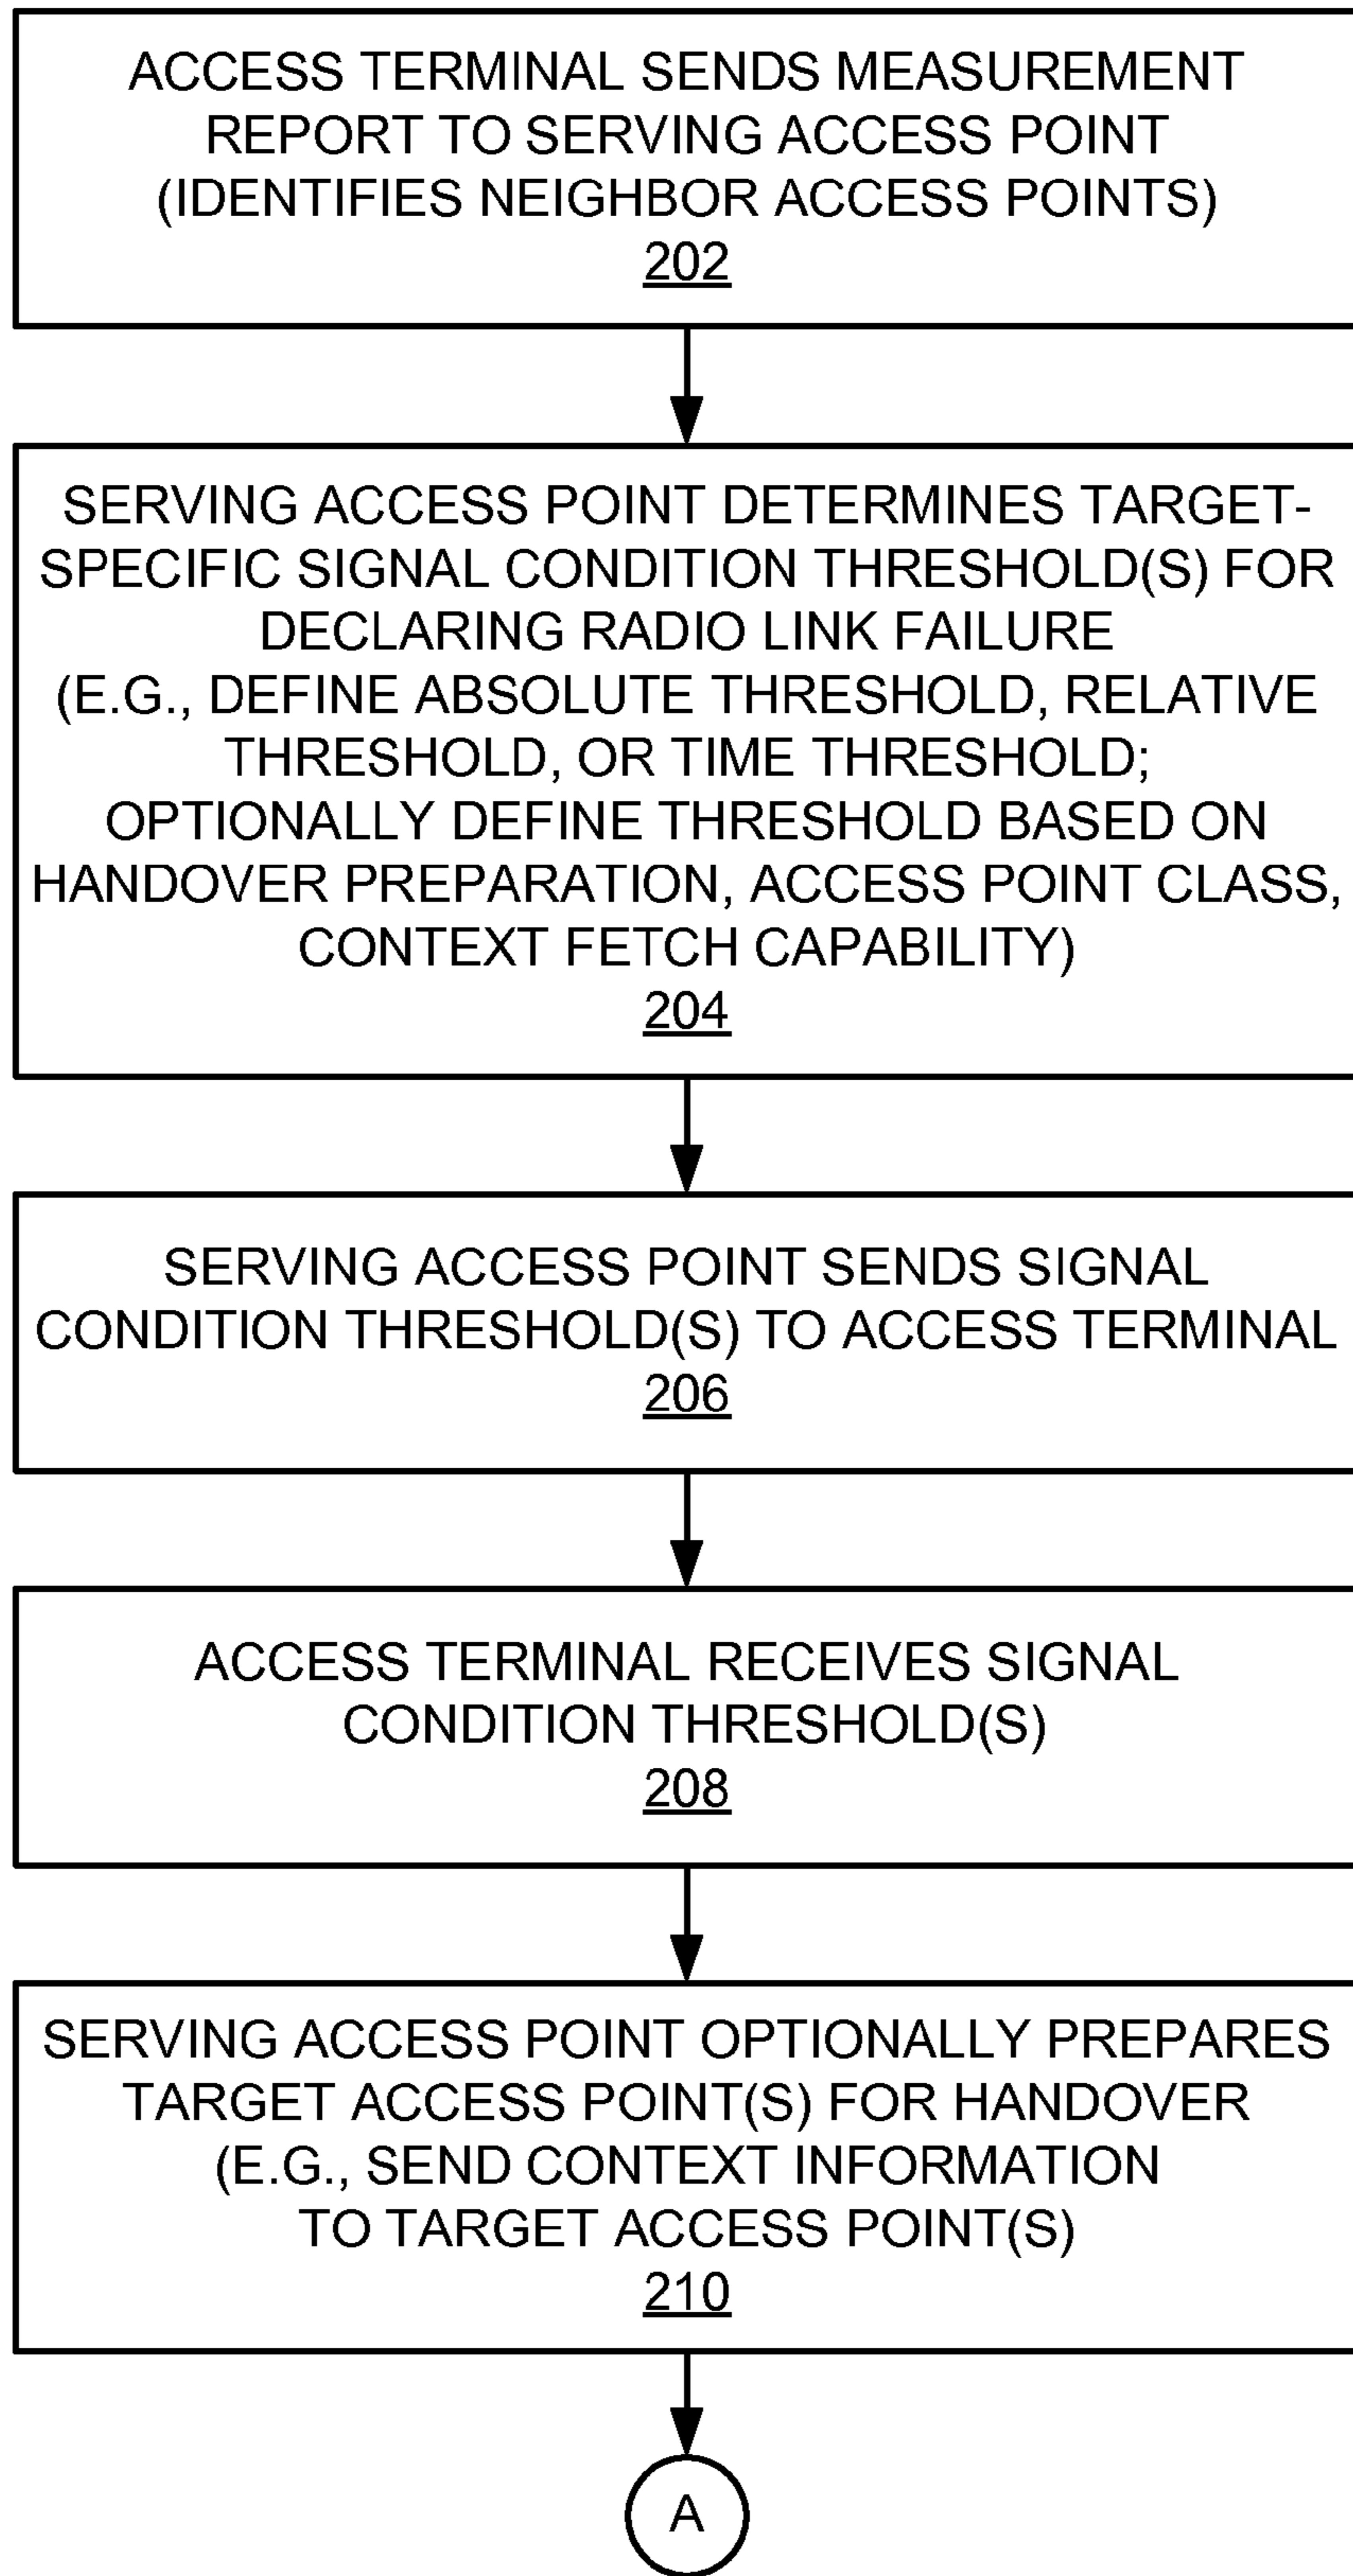 ACCESS TERMINAL SENDS MEASUREMENT
REPORT TO SERVING ACCESS POINT
(IDENTIFIES NEIGHBOR ACCESS POINTS)
202
SERVING ACCESS POINT DETERMINES TARGET-
SPECIFIC SIGNAL CONDITION THRESHOLD(S) FOR
DECLARING RADIO LINK FAILURE
(E.G., DEFINE ABSOLUTE THRESHOLD, RELATIVE
THRESHOLD, OR TIME THRESHOLD;
OPTIONALLY DEFINE THRESHOLD BASED ON
HANDOVER PREPARATION, ACCESS POINT CLASS,
CONTEXT FETCH CAPABILITY)
204
SERVING ACCESS POINT SENDS SIGNAL
CONDITION THRESHOLD(S) TO ACCESS TERMINAL
206
ACCESS TERMINAL RECEIVES SIGNAL
CONDITION THRESHOLD(S)
208
SERVING ACCESS POINT OPTIONALLY PREPARES
TARGET ACCESS POINT(S) FOR HANDOVER
(E.G., SEND CONTEXT INFORMATION
TO TARGET ACCESS POINT(S)
210
A